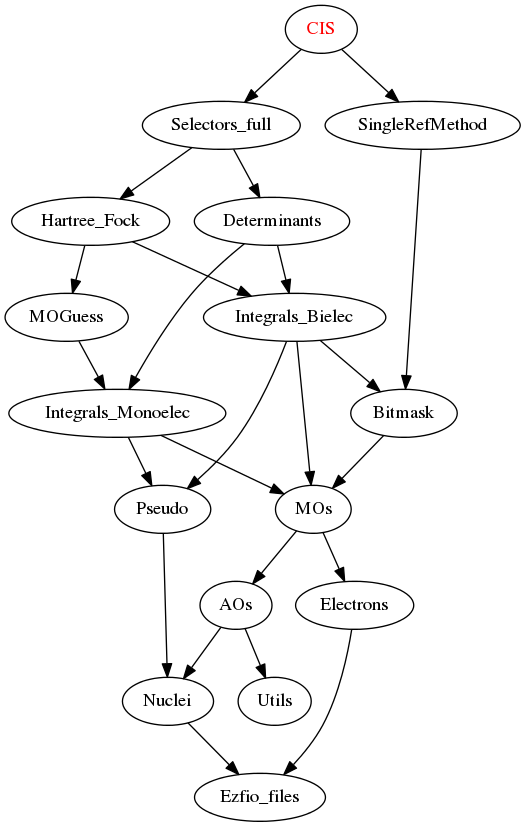 CIS
Selectors_full
SingleRefMethod
Hartree_Fock
Determinants
MOGuess
Integrals_Bielec
Integrals_Monoelec
Bitmask
Pseudo
MOs
AOs
Electrons
Nuclei
Utils
Ezfio_files